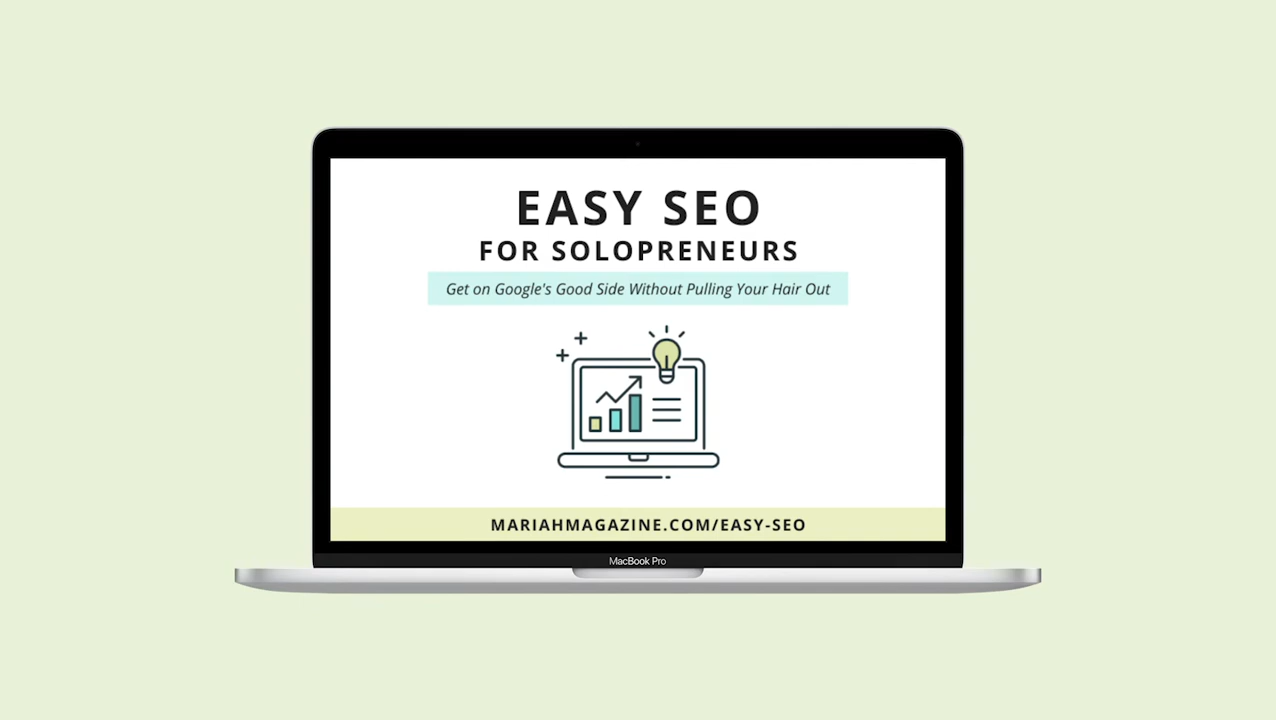 EASY SEO
FOR SOLOPRENEURS
Get on Google's Good Side Without Pulling Your Hair Out
MARIAHMAGAZINE.COM/EASY-SEO
MacBook Pro